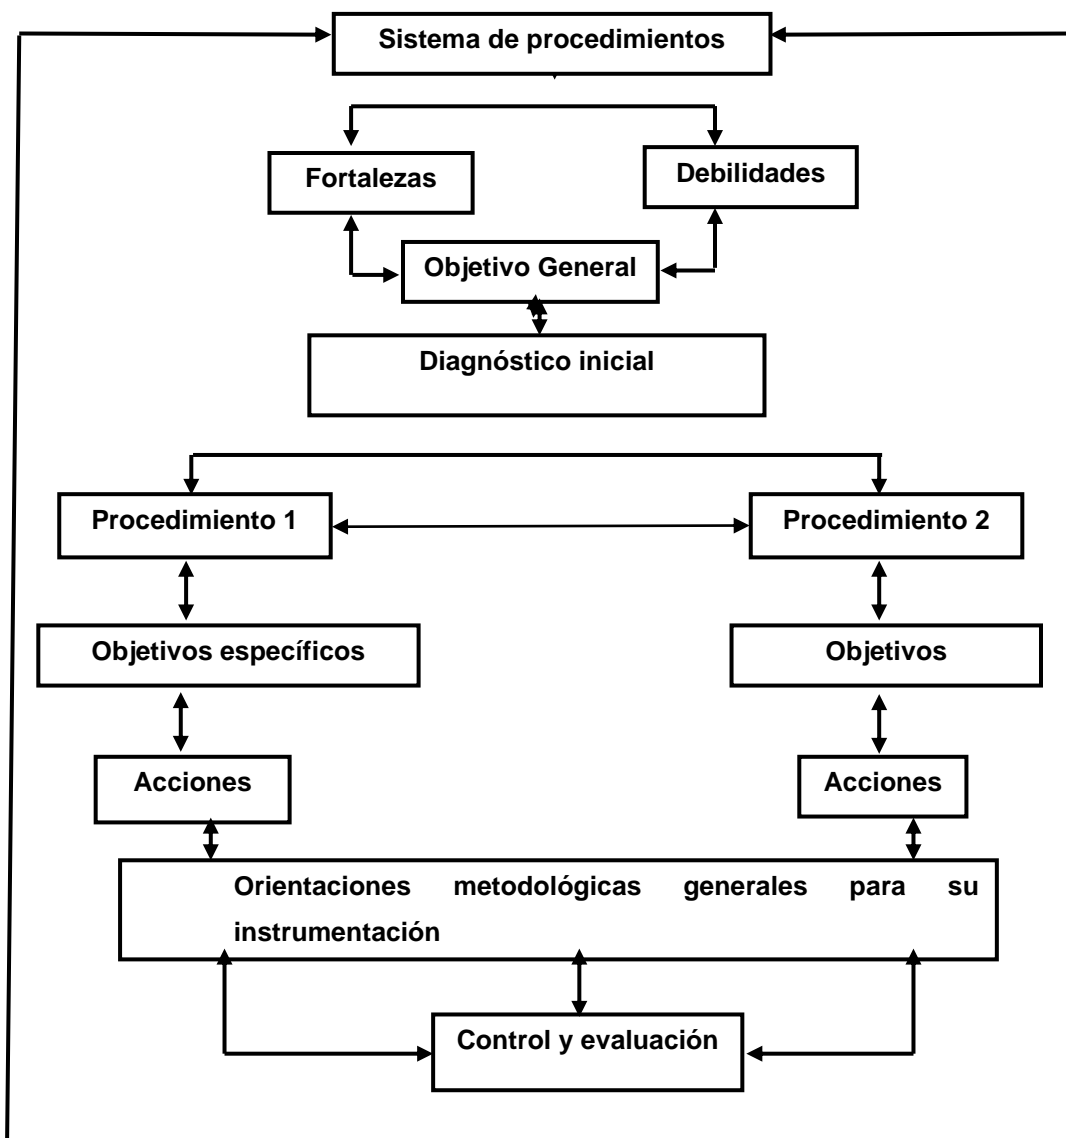 Sistema de procedimientos
Fortalezas
Debilidades
Objetivo General
Diagnóstico inicial
Procedimiento 1
Procedimiento 2
Objetivos específicos
Objetivos
Acciones
Acciones
Orientaciones metodológicas generales para su
instrumentación
Control y evaluación